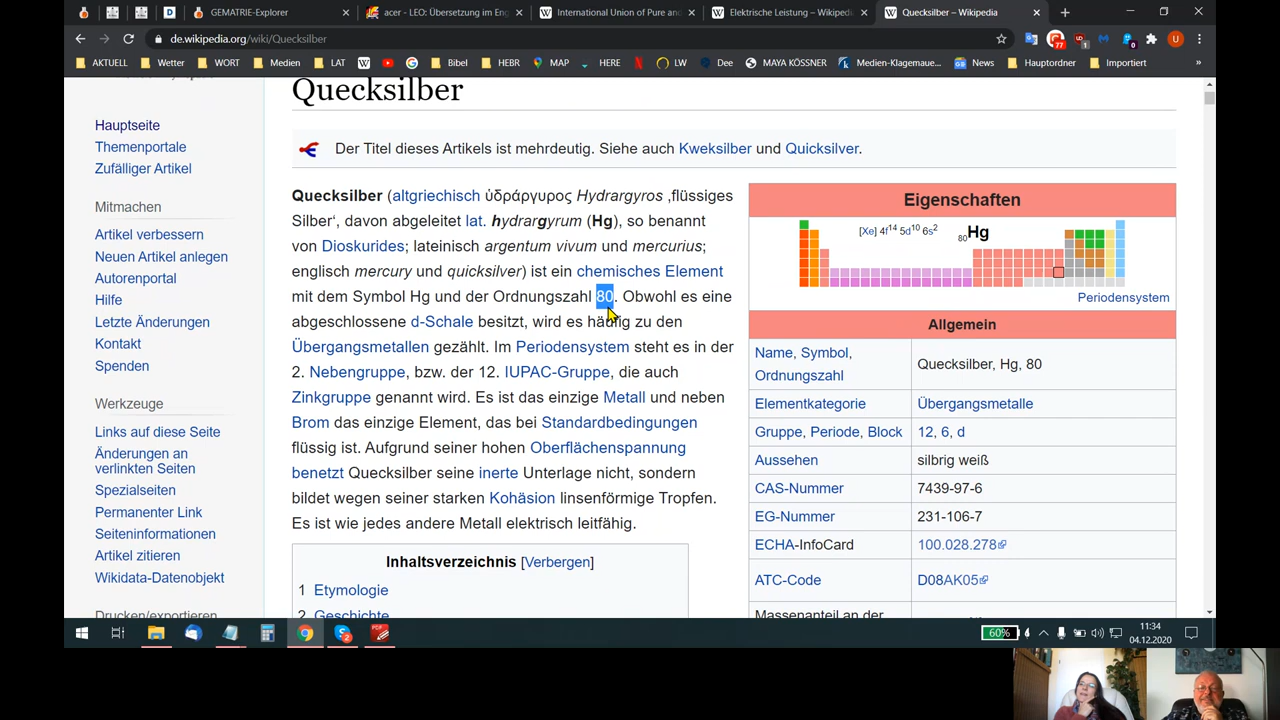 GEMATRIE-Explorer
acer - LEO: Übersetzung im Eng
International Union of Pure and
Elektrische Leistung – Wikiped
Quecksilber – Wikipedia
de.wikipedia.org/wiki/Quecksilber
AKTUELL Wetter WORT Medien LAT Bibel HEBR MAP HERE LW Dee MAYA KÖSSNER Medien-Klagemaue... News Hauptordner Importiert »
Quecksilber
Hauptseite
Themenportale
Zufälliger Artikel
Mitmachen
Artikel verbessern
Neuen Artikel anlegen
Autorenportal
Hilfe
Letzte Änderungen
Kontakt
Spenden
Werkzeuge
Links auf diese Seite
Änderungen an
verlinkten Seiten
Spezialseiten
Permanenter Link
Seiteninformationen
Artikel zitieren
Wikidata-Datenobjekt
Drucken/exportieren
Der Titel dieses Artikels ist mehrdeutig. Siehe auch Kweksilber und Quicksilver.
Quecksilber (altgriechisch ὑδράργυρος Hydrargyros ‚flüssiges
Silber‘, davon abgeleitet lat. hydrargyrum (Hg), so benannt
von Dioskurides; lateinisch argentum vivum und mercurius;
englisch mercury und quicksilver) ist ein chemisches Element
mit dem Symbol Hg und der Ordnungszahl 80. Obwohl es eine
abgeschlossene d-Schale besitzt, wird es häufig zu den
Übergangsmetallen gezählt. Im Periodensystem steht es in der
2. Nebengruppe, bzw. der 12. IUPAC-Gruppe, die auch
Zinkgruppe genannt wird. Es ist das einzige Metall und neben
Brom das einzige Element, das bei Standardbedingungen
flüssig ist. Aufgrund seiner hohen Oberflächenspannung
benetzt Quecksilber seine inerte Unterlage nicht, sondern
bildet wegen seiner starken Kohäsion linsenförmige Tropfen.
Es ist wie jedes andere Metall elektrisch leitfähig.
Inhaltsverzeichnis [Verbergen]
1 Etymologie
2 Geschichte
Eigenschaften
[Xe] 4f14 5d10 6s2 80Hg
Periodensystem
Allgemein
Name, Symbol,
Ordnungszahl
Quecksilber, Hg, 80
Elementkategorie Übergangsmetalle
Gruppe, Periode, Block 12, 6, d
Aussehen silbrig weiß
CAS-Nummer 7439-97-6
EG-Nummer 231-106-7
ECHA-InfoCard 100.028.278
ATC-Code D08AK05
Massenanteil an der
60%
11:34
04.12.2020